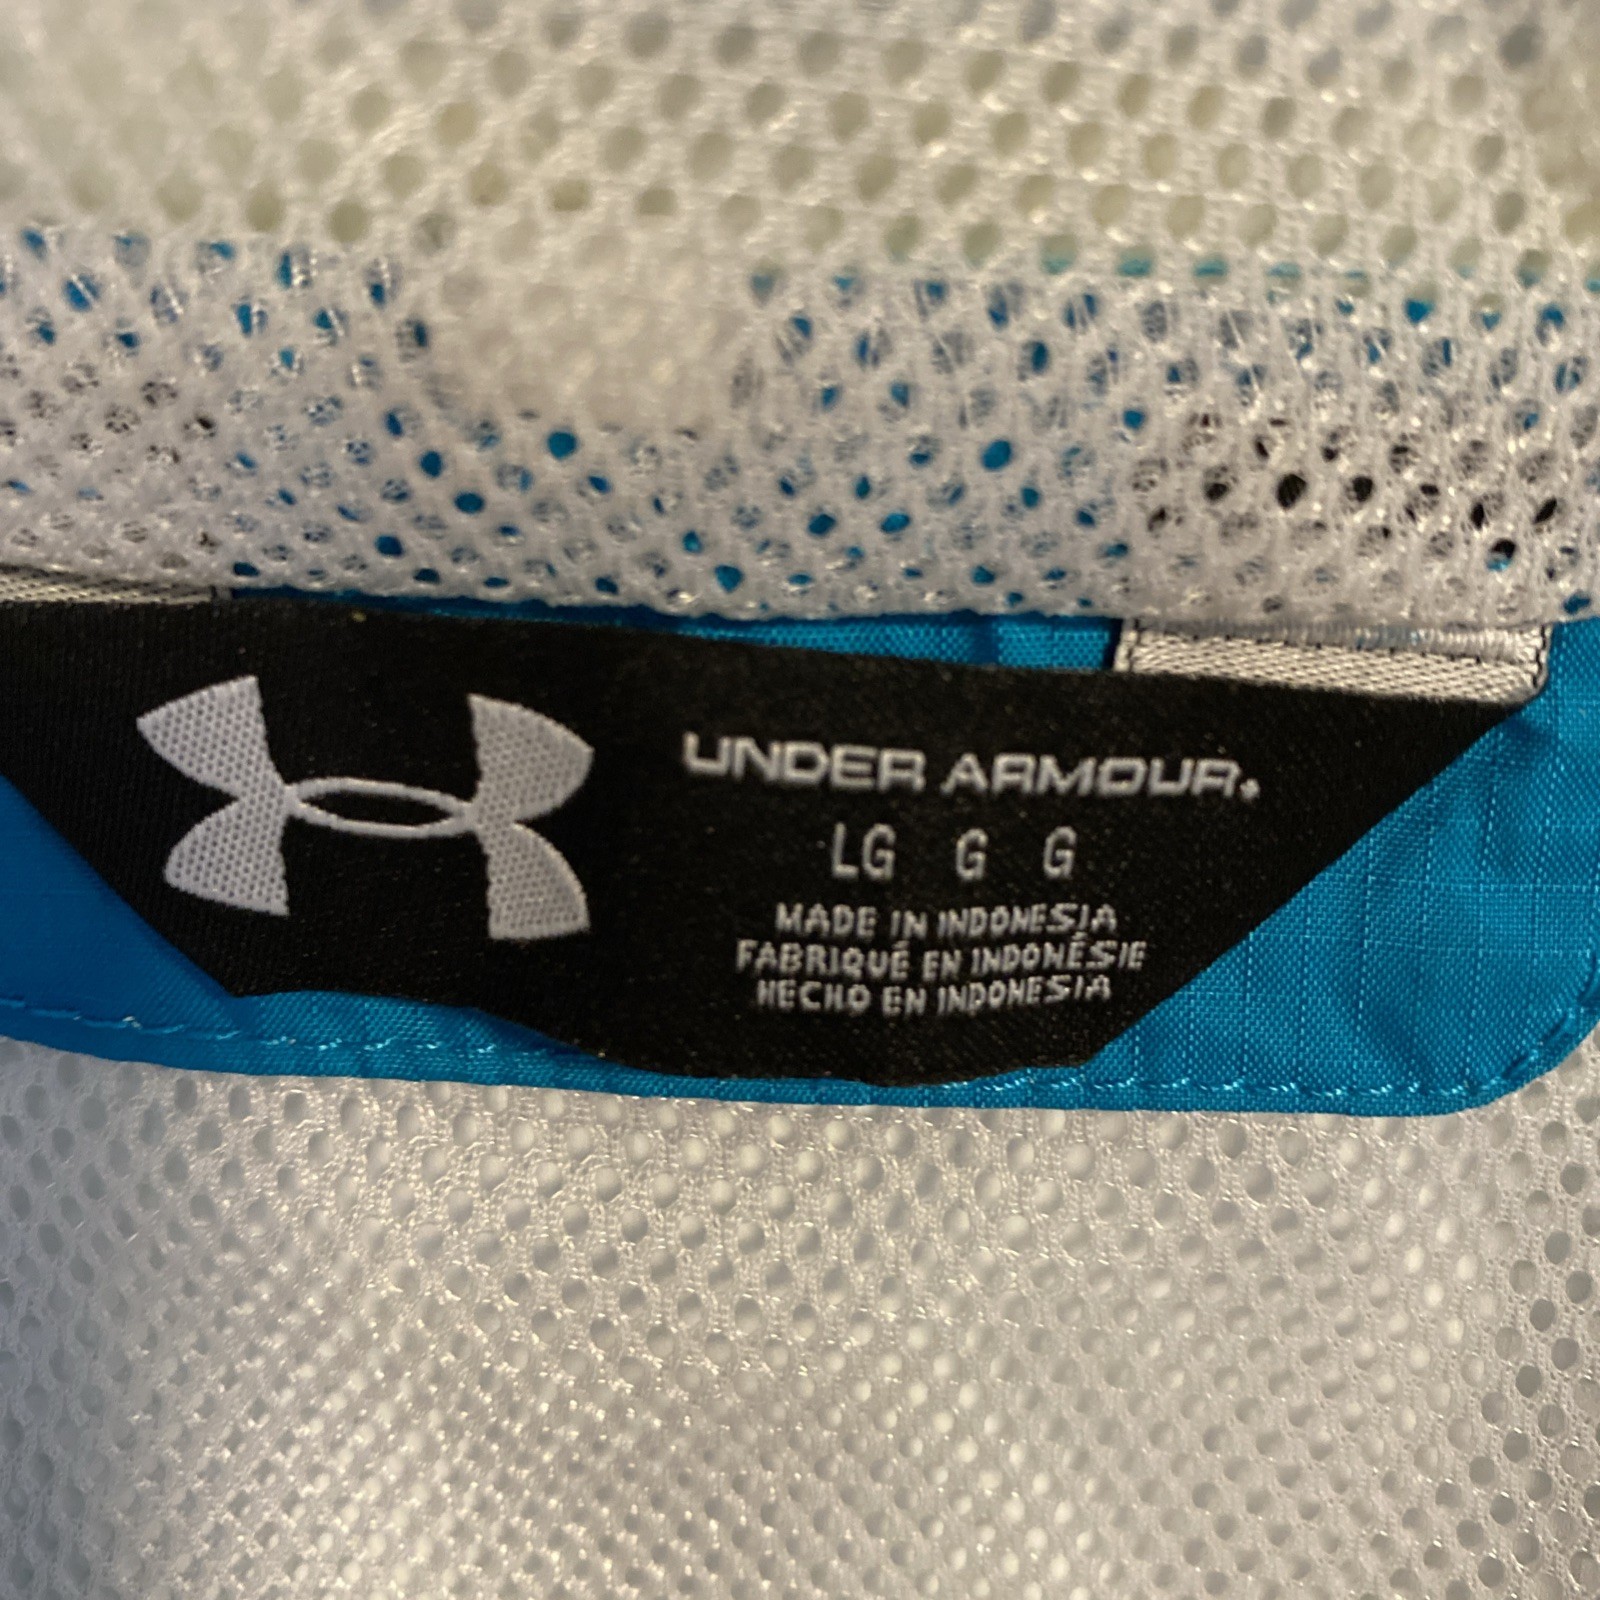 UNDER ARMOUR.
LG G G
MADE IN INDONESIA
FABRIQUÉ EN INDONÉSIE
HECHO EN INDONESIA